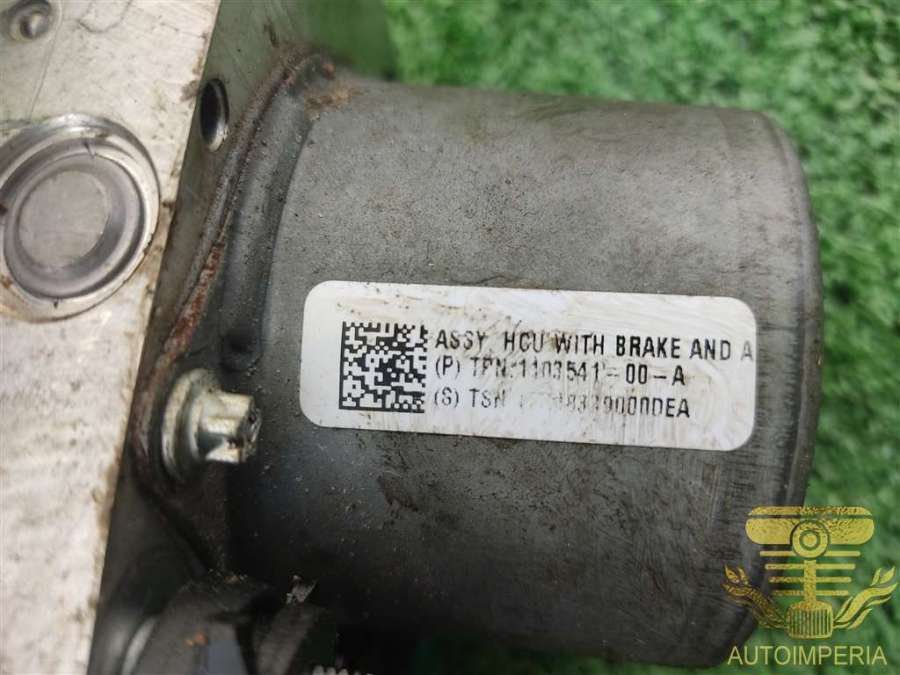 ASSY, HCU WITH BRAKE AND A
(P) TPN:1103541-00-A
(S) TSN
AUTOIMPERIA